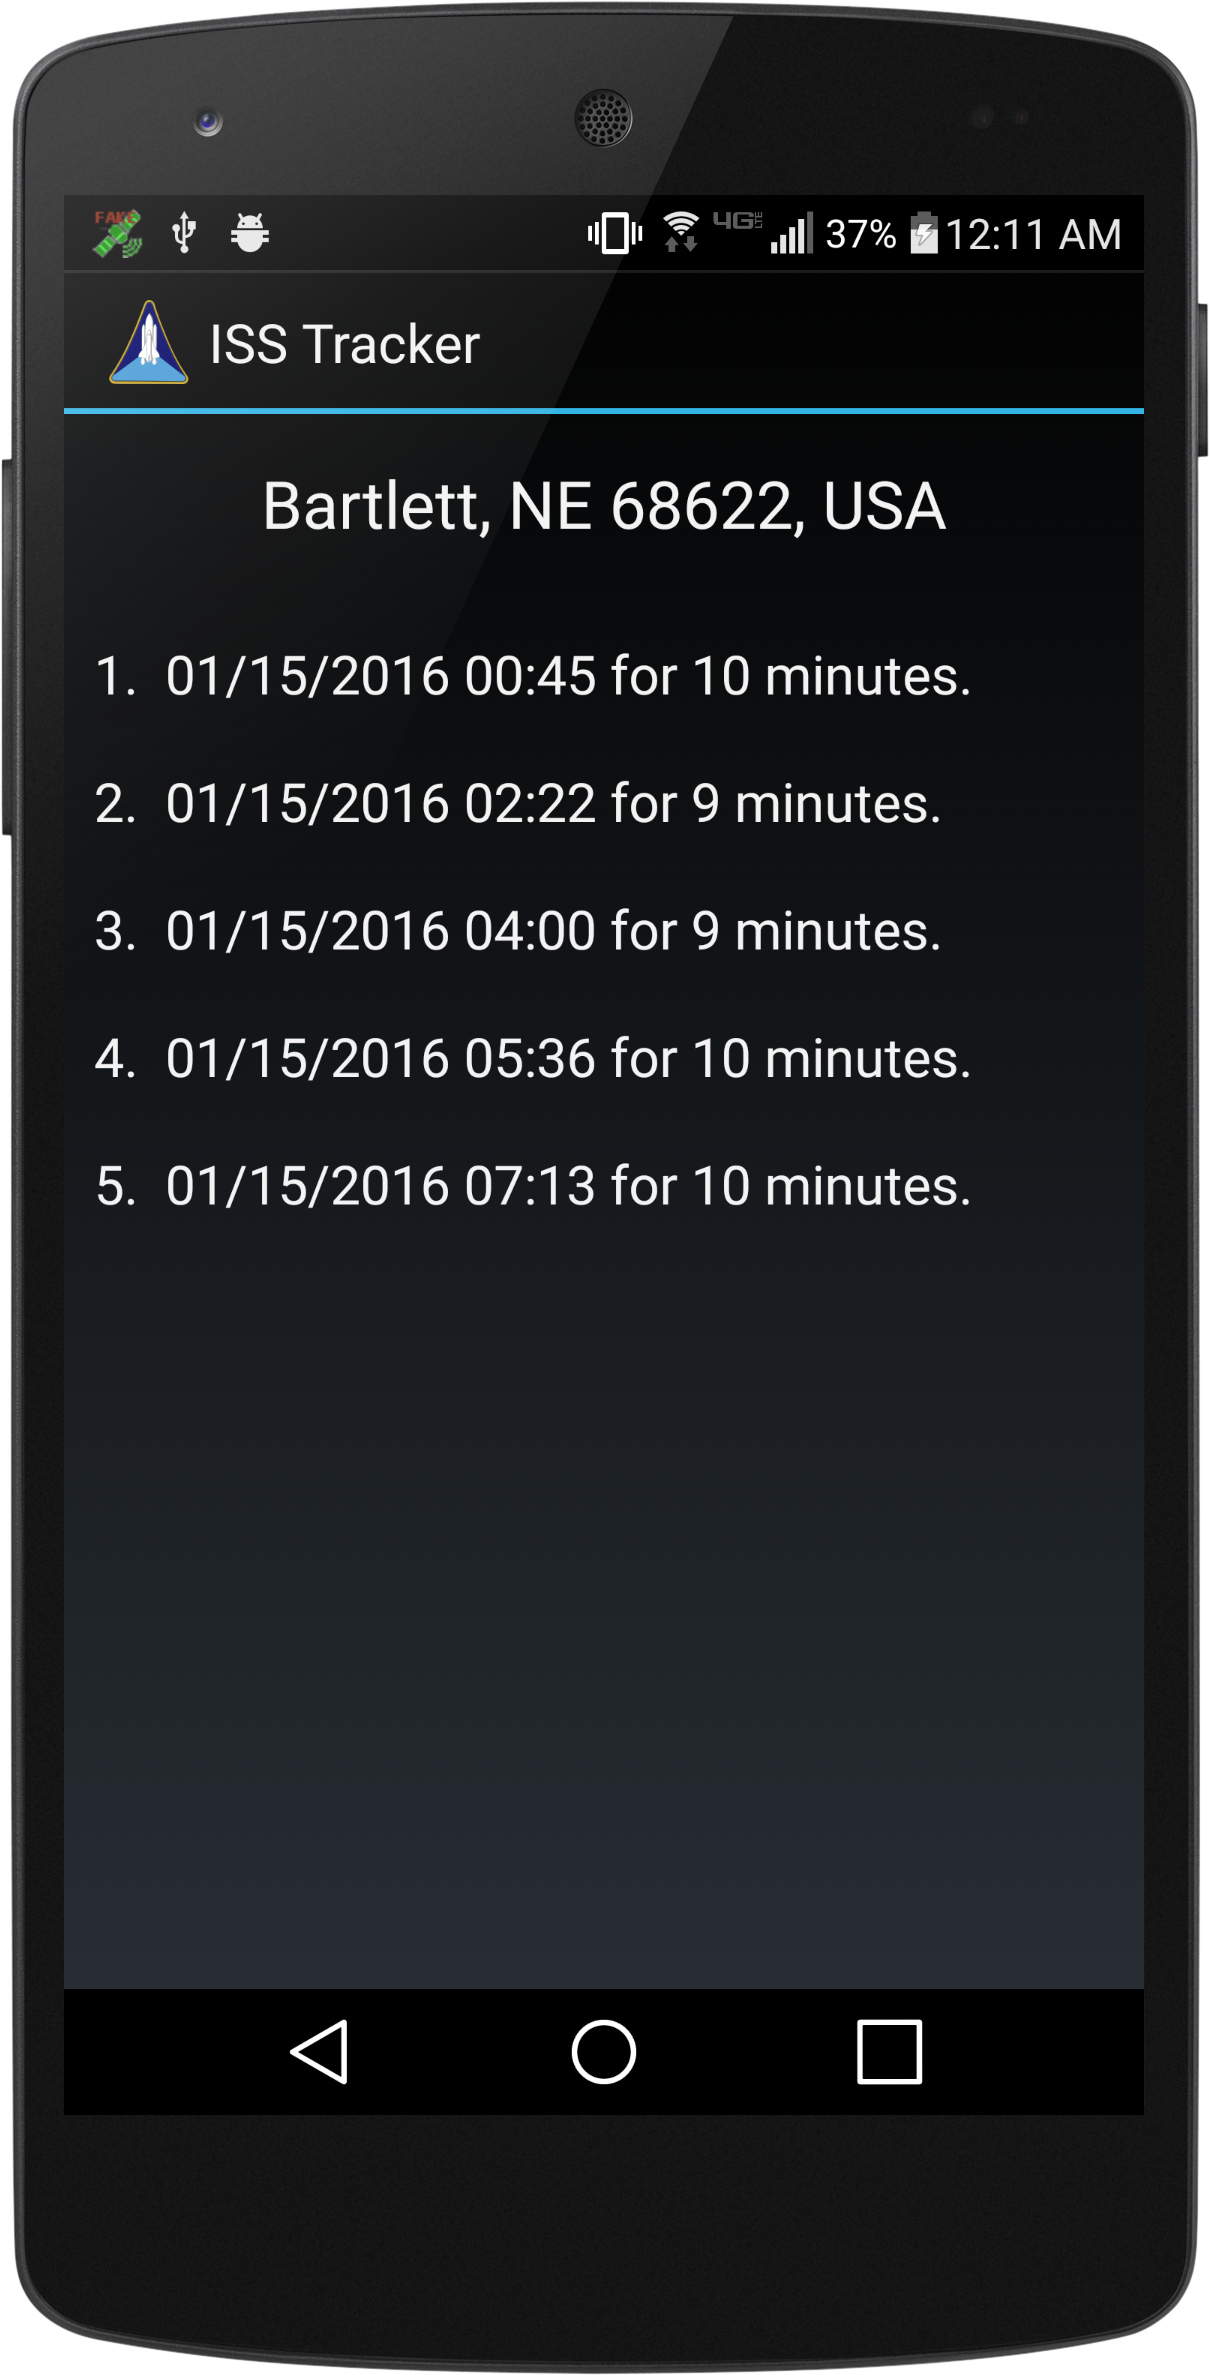 FAKE
4G LTE 37% 12:11 AM
ISS Tracker
Bartlett, NE 68622, USA
1. 01/15/2016 00:45 for 10 minutes.
2. 01/15/2016 02:22 for 9 minutes.
3. 01/15/2016 04:00 for 9 minutes.
4. 01/15/2016 05:36 for 10 minutes.
5. 01/15/2016 07:13 for 10 minutes.